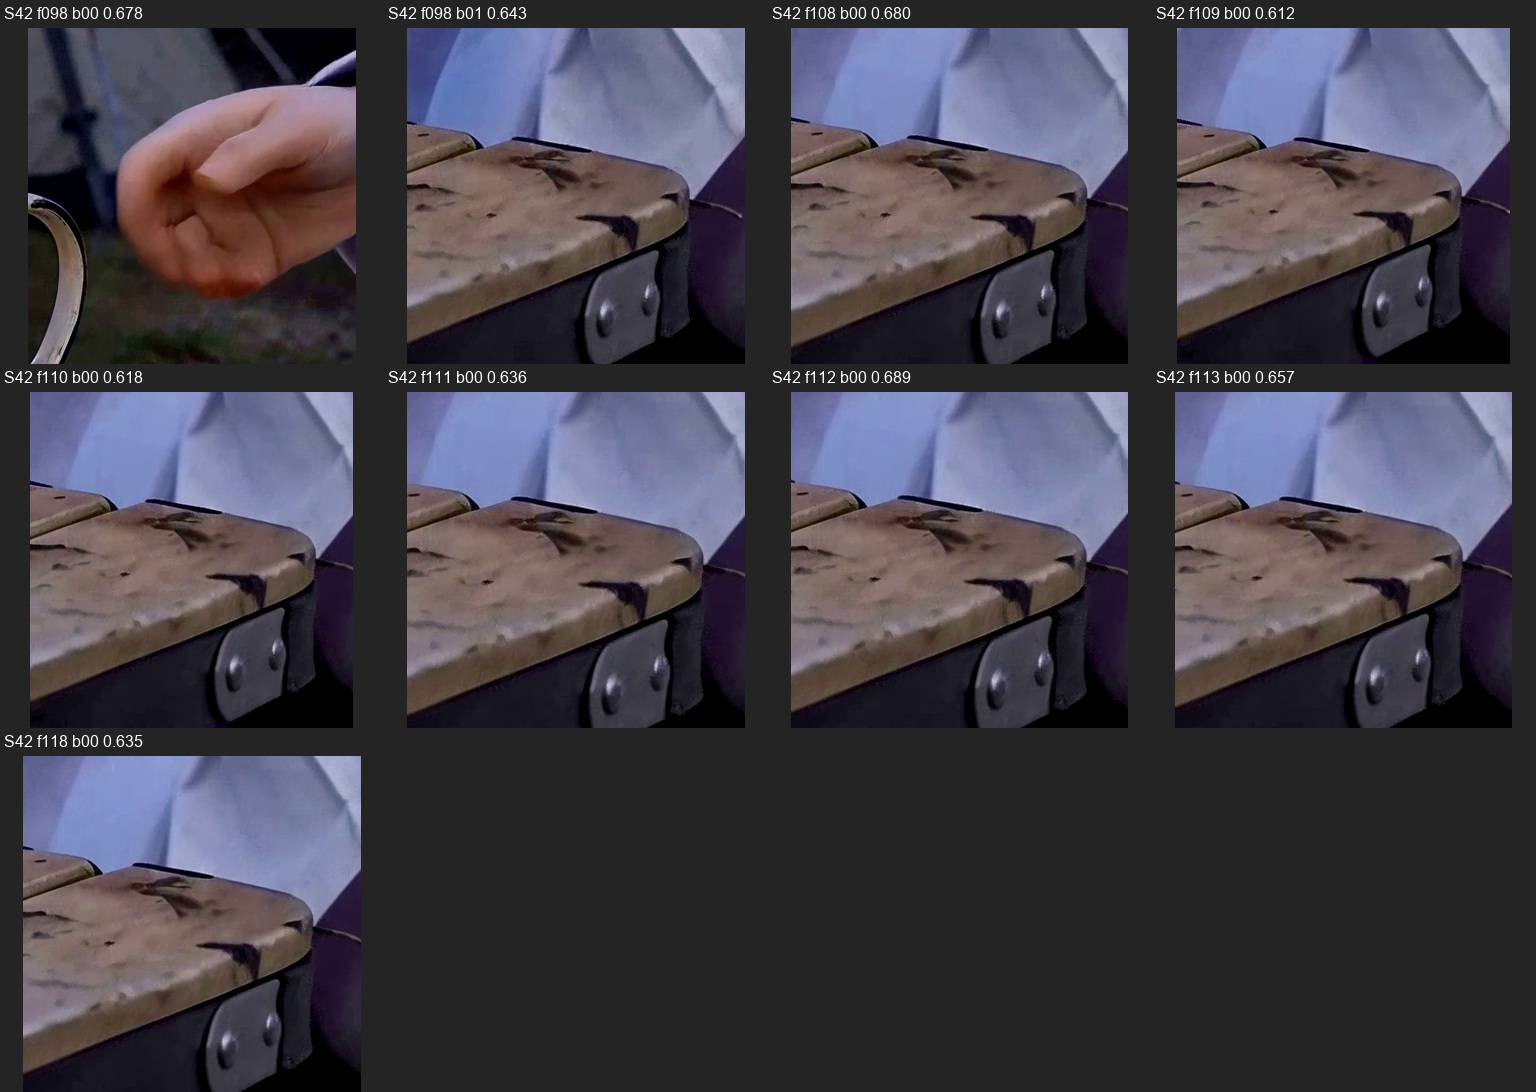 S42 f098 b00 0.678
S42 f098 b01 0.643
S42 f108 b00 0.680
S42 f109 b00 0.612
S42 f110 b00 0.618
S42 f111 b00 0.636
S42 f112 b00 0.689
S42 f113 b00 0.657
S42 f118 b00 0.635